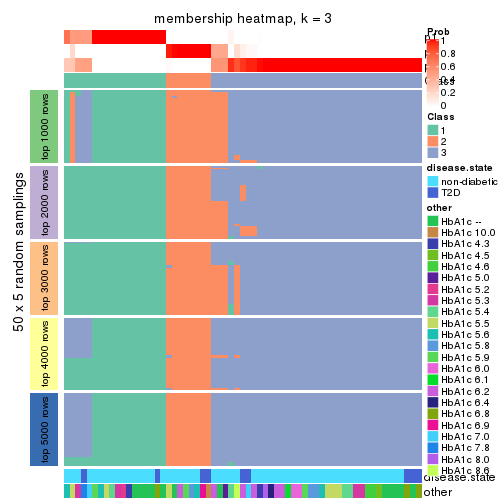 membership heatmap, k = 3
Prob
p1
1
0.8
0.6
0.4
0.2
0
Class
1
2
3
disease.state
non-diabetic
T2D
other
HbA1c --
HbA1c 10.0
HbA1c 4.3
HbA1c 4.5
HbA1c 4.6
HbA1c 5.0
HbA1c 5.2
HbA1c 5.3
HbA1c 5.4
HbA1c 5.5
HbA1c 5.6
HbA1c 5.8
HbA1c 5.9
HbA1c 6.0
HbA1c 6.1
HbA1c 6.2
HbA1c 6.4
HbA1c 6.8
HbA1c 6.9
HbA1c 7.0
HbA1c 7.8
HbA1c 8.0
HbA1c 8.6
50 x 5 random samplings
top 1000 rows
top 2000 rows
top 3000 rows
top 4000 rows
top 5000 rows
disease.state
other